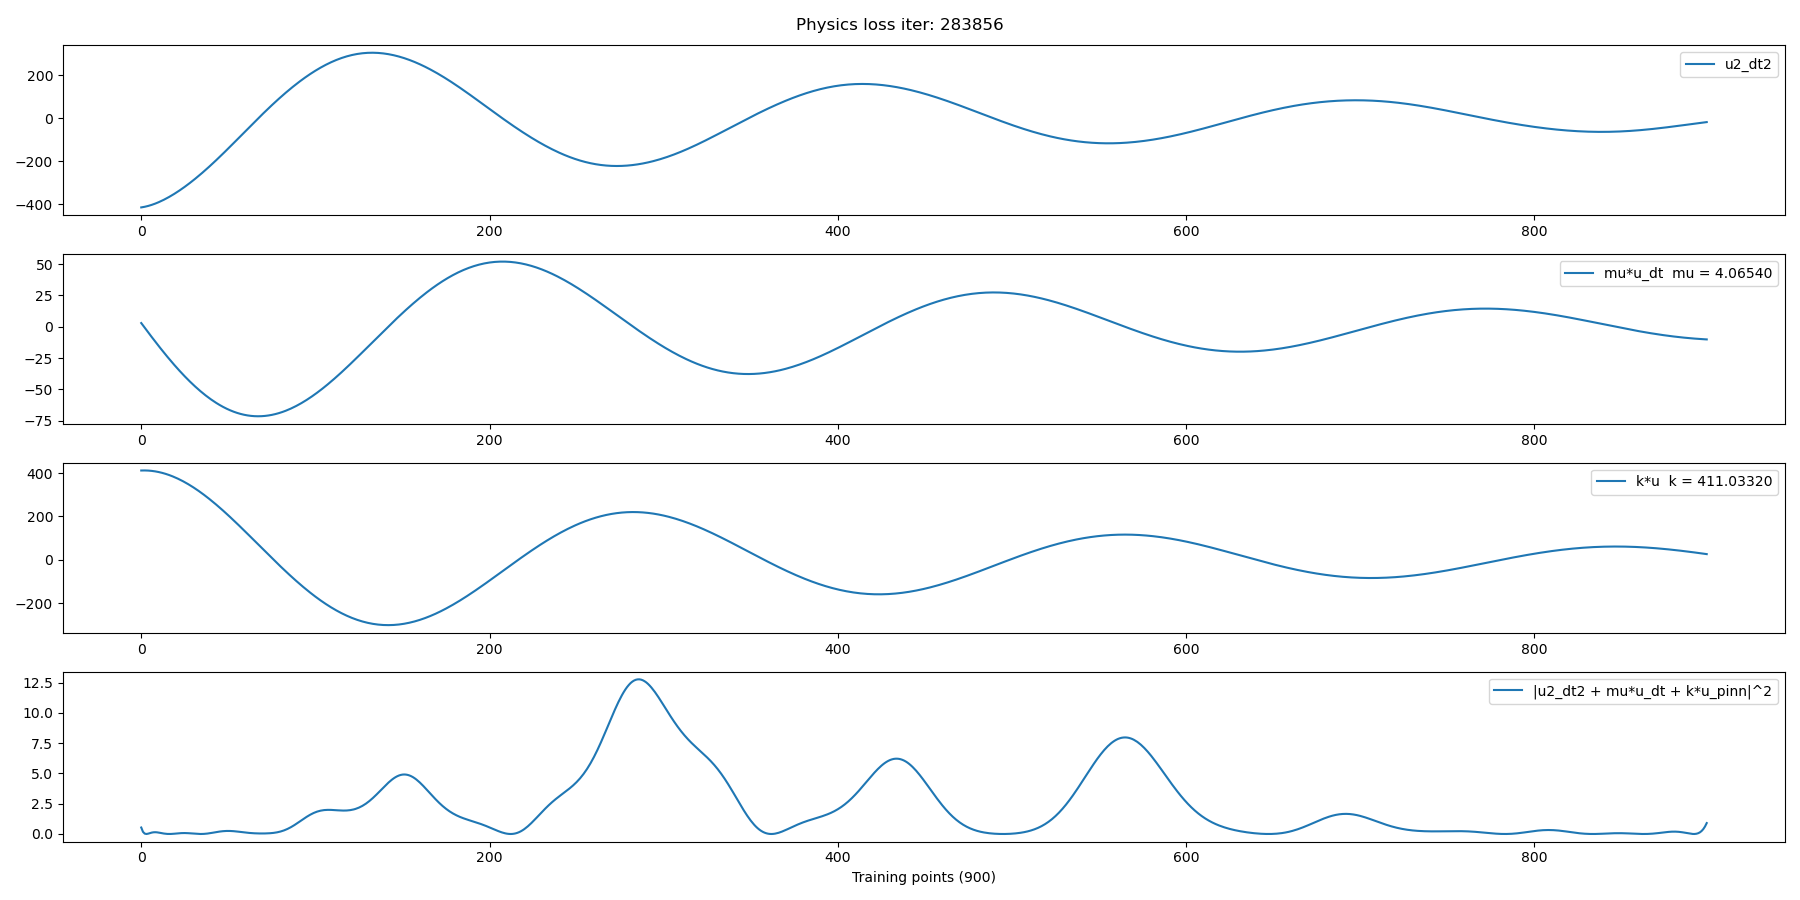 Physics loss iter: 283856
200
0
−200
−400
u2_dt2
0 200 400 600 800
50
25
0
−25
−50
−75
mu*u_dt  mu = 4.06540
0 200 400 600 800
400
200
0
−200
k*u  k = 411.03320
0 200 400 600 800
12.5
10.0
7.5
5.0
2.5
0.0
|u2_dt2 + mu*u_dt + k*u_pinn|^2
0 200 400 600 800
Training points (900)